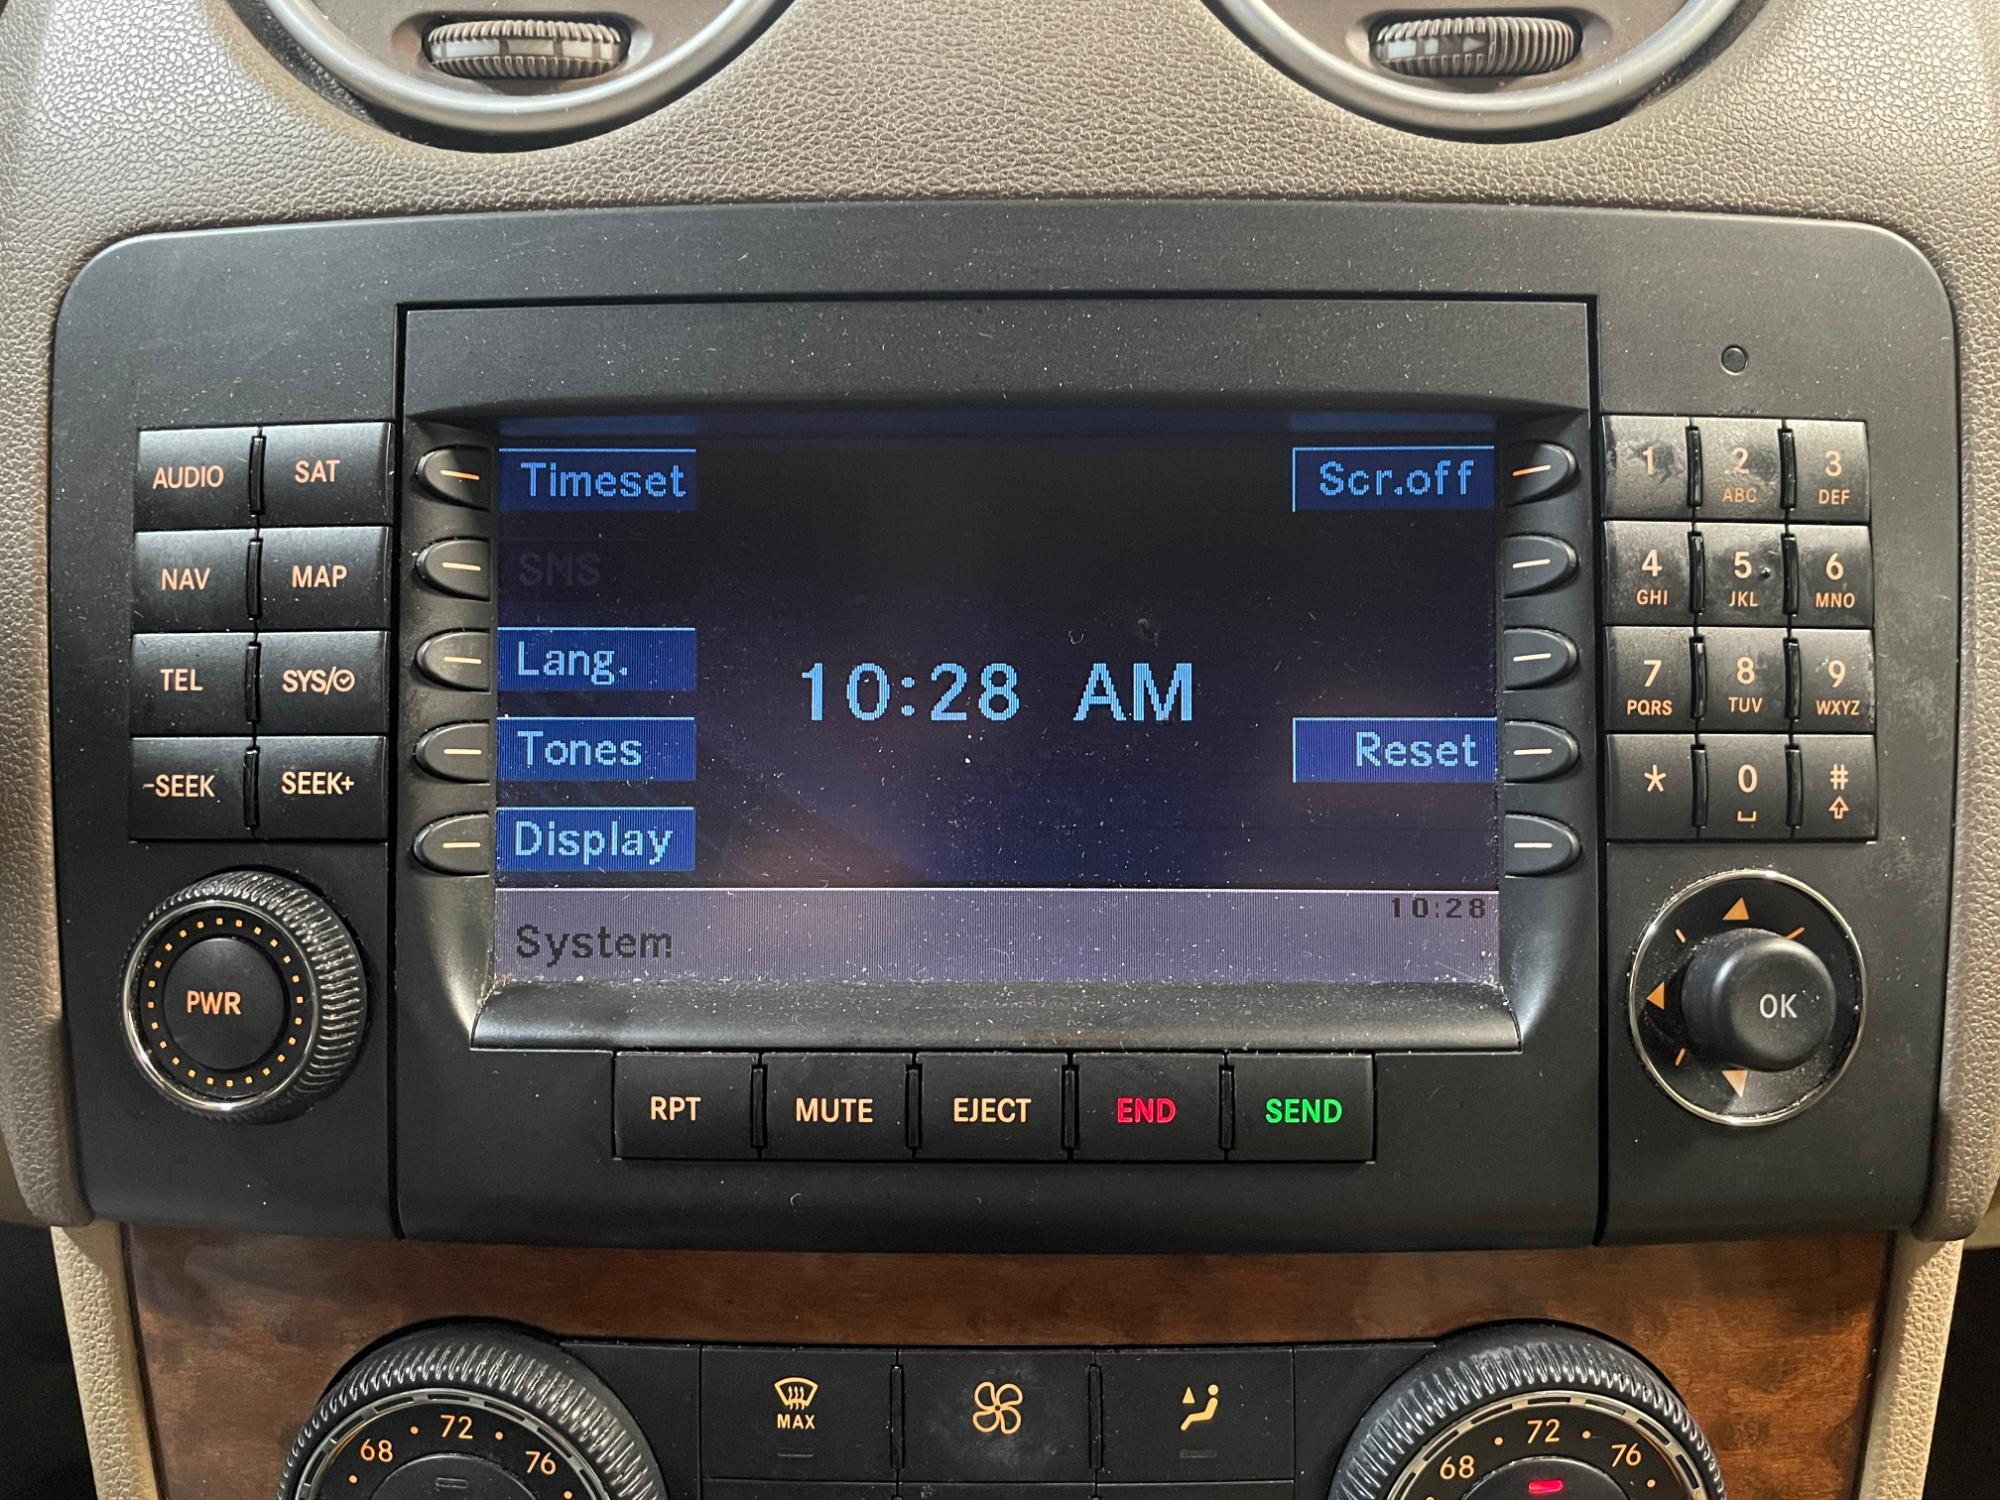 AUDIO SAT
NAV MAP
TEL SYS/
-SEEK SEEK+
PWR
Timeset
SMS
Lang.
Tones
Display
10:28 AM
Scr.off
Reset
10:28
System
1 2 ABC 3 DEF
4 GHI 5 JKL 6 MNO
7 PQRS 8 TUV 9 WXYZ
* 0 #
OK
RPT MUTE EJECT END SEND
68 72 76
MAX
68 72 76